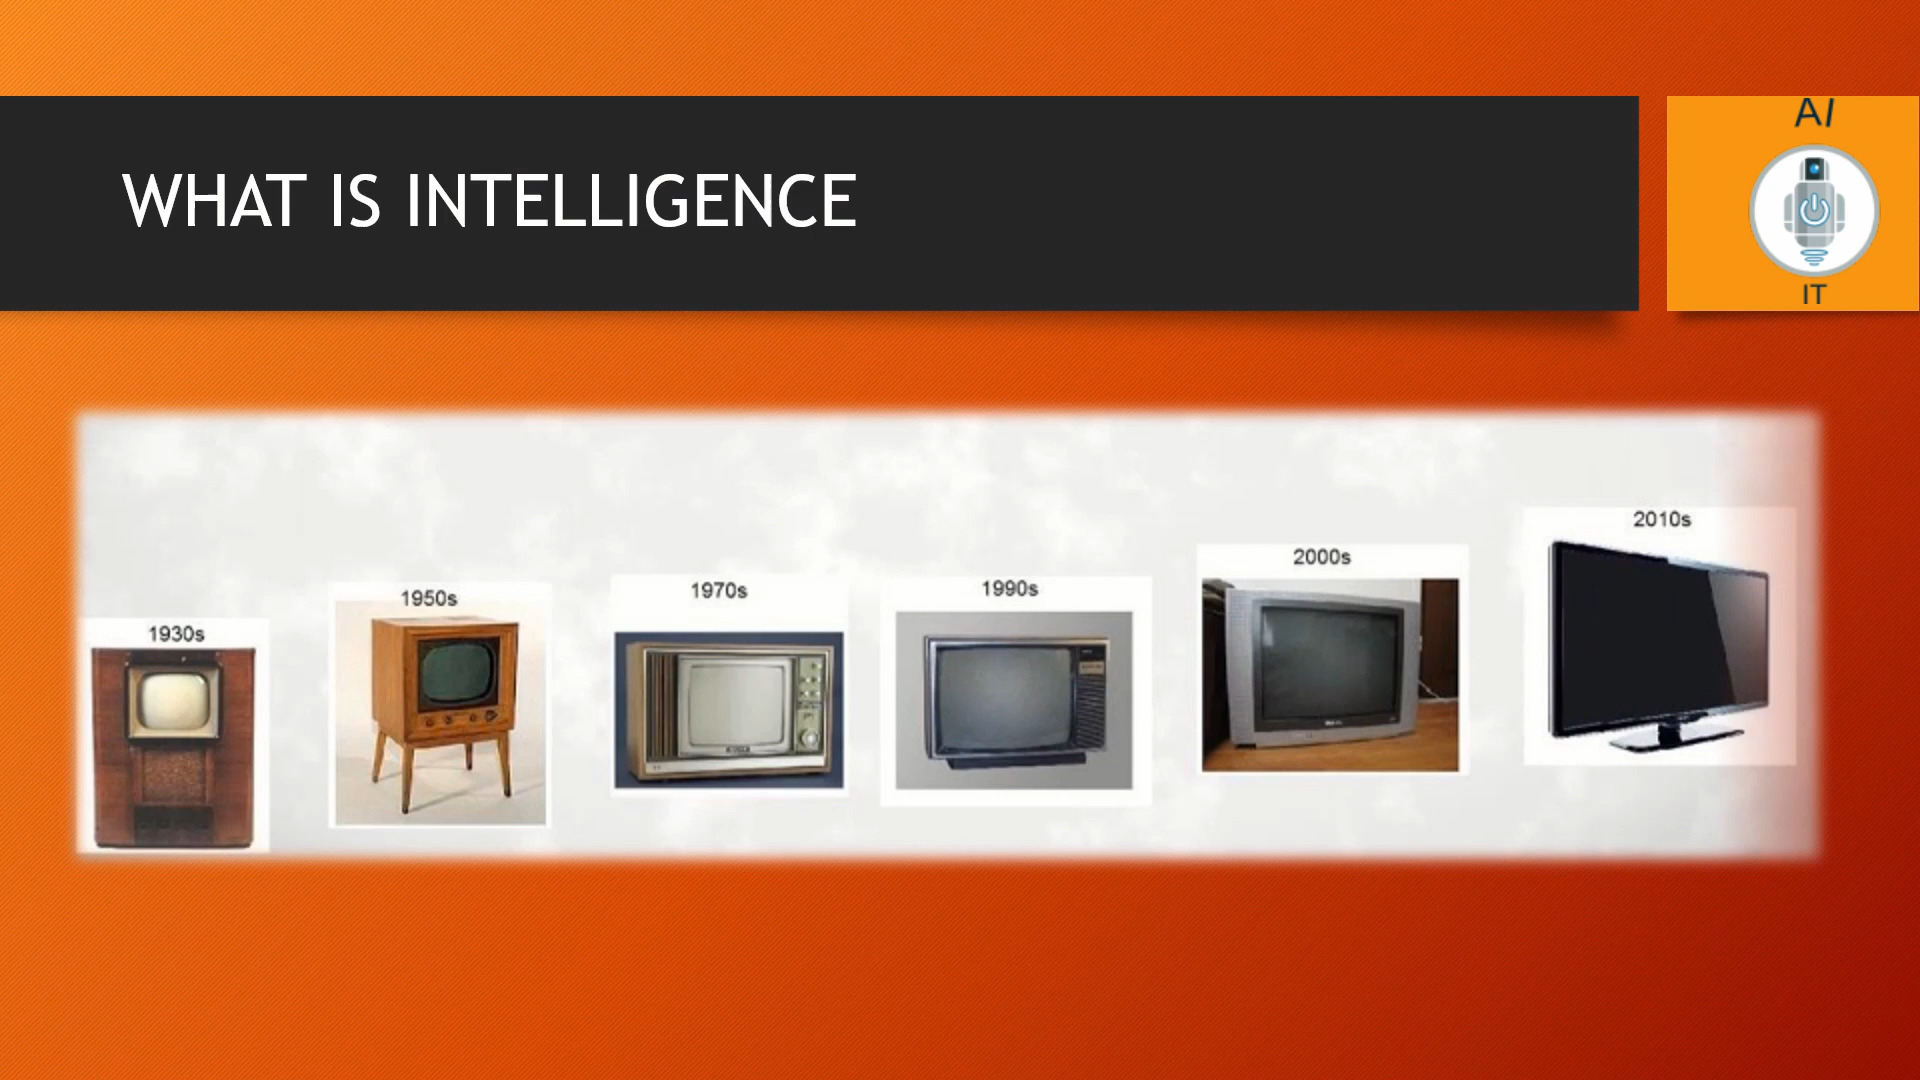 AI
WHAT IS INTELLIGENCE
IT
1930s
1950s
1970s
1990s
2000s
2010s